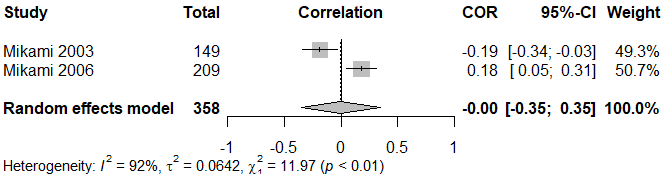 Study Total Correlation COR 95%-CI Weight
Mikami 2003 149 -0.19 [-0.34; -0.03] 49.3%
Mikami 2006 209 0.18 [ 0.05; 0.31] 50.7%
Random effects model 358 -0.00 [-0.35; 0.35] 100.0%
-1 -0.5 0 0.5 1
Heterogeneity: I² = 92%, τ² = 0.0642, χ²₁ = 11.97 (p < 0.01)